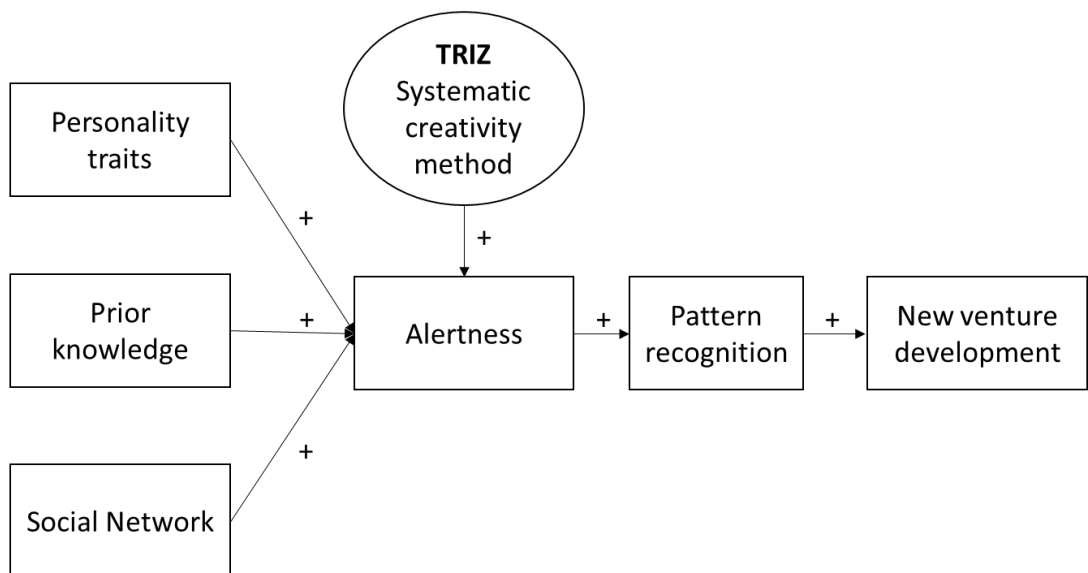 TRIZ
Systematic
creativity
method
Personality
traits
+
+
Prior
knowledge
+
Alertness
+
Pattern
recognition
+
New venture
development
+
Social Network